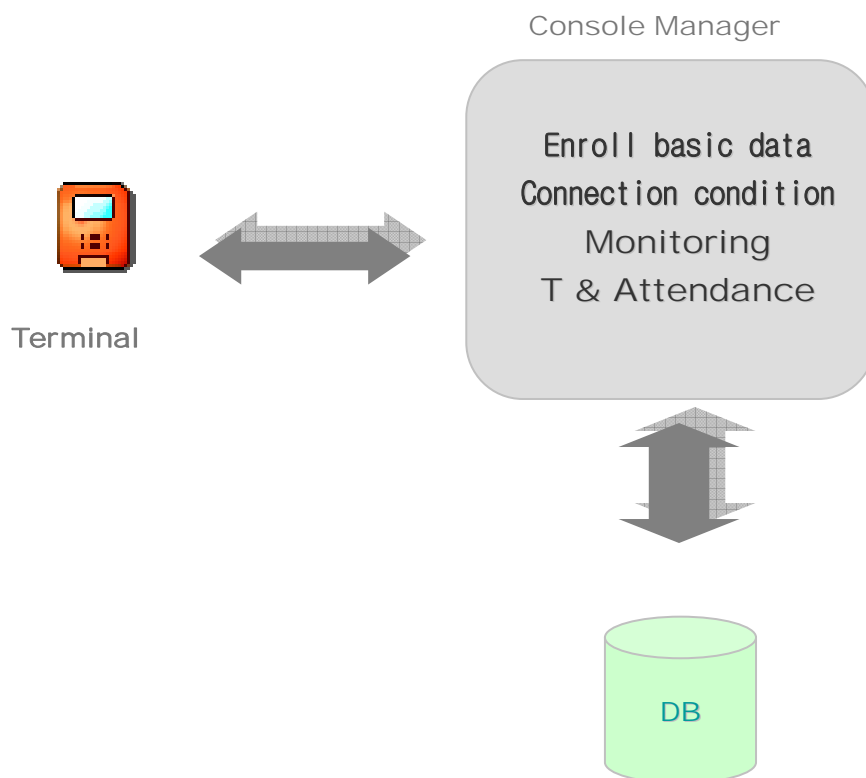 Console Manager
Enroll basic data
Connection condition
Monitoring
T & Attendance
Terminal
DB